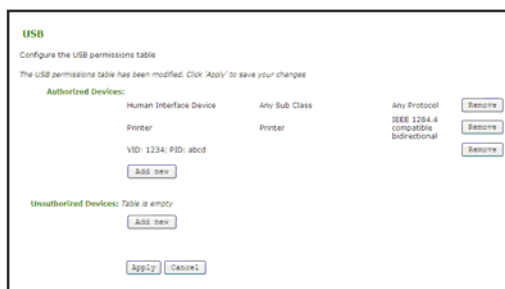 USB
Configure the USB permissions table
The USB permissions table has been modified. Click 'Apply' to save your changes
Authorized Devices:
Human Interface Device Any Sub Class Any Protocol Remove
Printer Printer IEEE 1284.4 compatible bidirectional Remove
VID: 1234; PID: abcd Remove
Add new
Unauthorized Devices: Table is empty
Add new
Apply Cancel